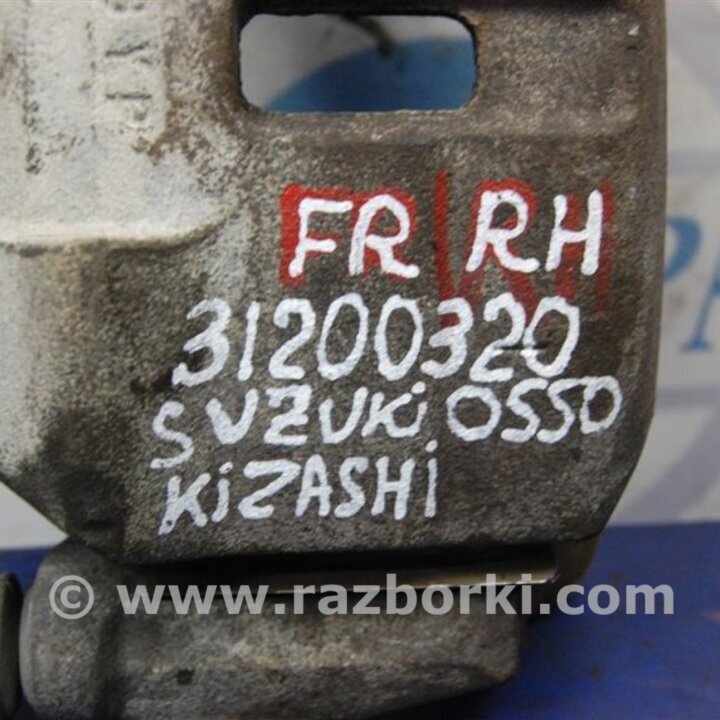 FR RH
31200320
SUZUKi 0550
KiZASHi
© www.razborki.com